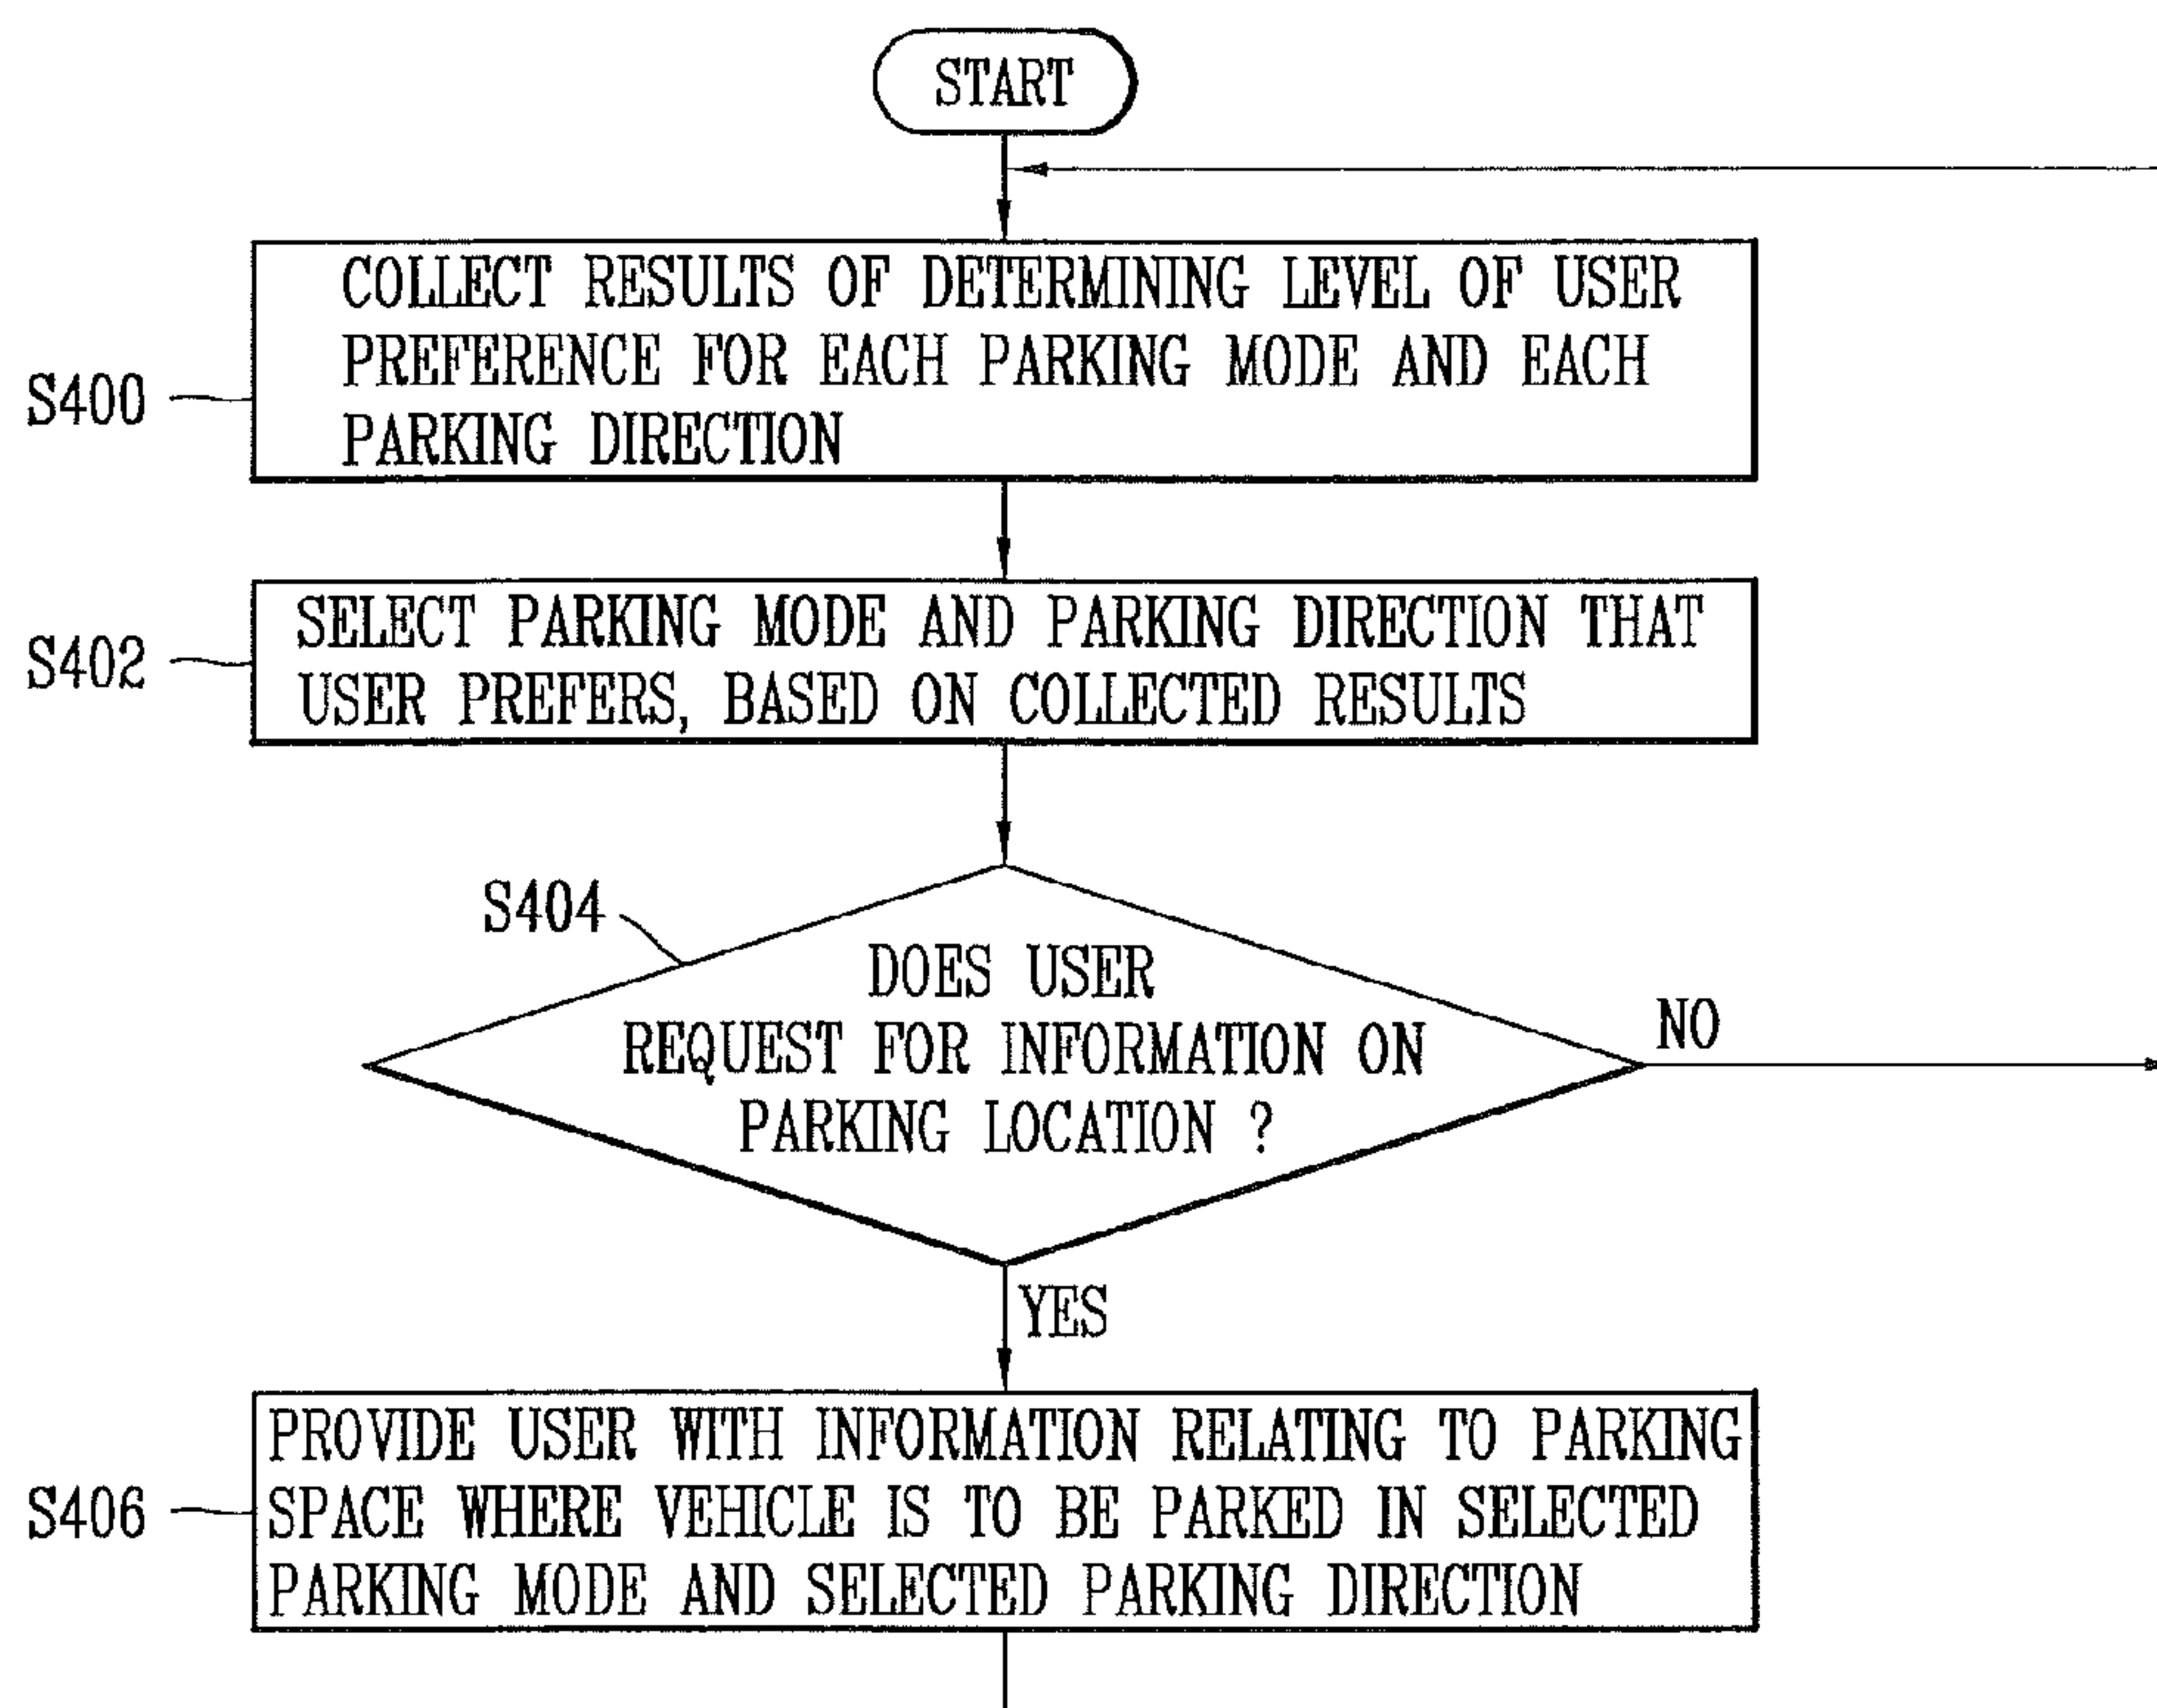 START
COLLECT RESULTS OF DETERMINING LEVEL OF USER
PREFERENCE FOR EACH PARKING MODE AND EACH
PARKING DIRECTION
S400
SELECT PARKING MODE AND PARKING DIRECTION THAT
USER PREFERS, BASED ON COLLECTED RESULTS
S402
S404
DOES USER
REQUEST FOR INFORMATION ON
PARKING LOCATION ?
NO
YES
PROVIDE USER WITH INFORMATION RELATING TO PARKING
SPACE WHERE VEHICLE IS TO BE PARKED IN SELECTED
PARKING MODE AND SELECTED PARKING DIRECTION
S406